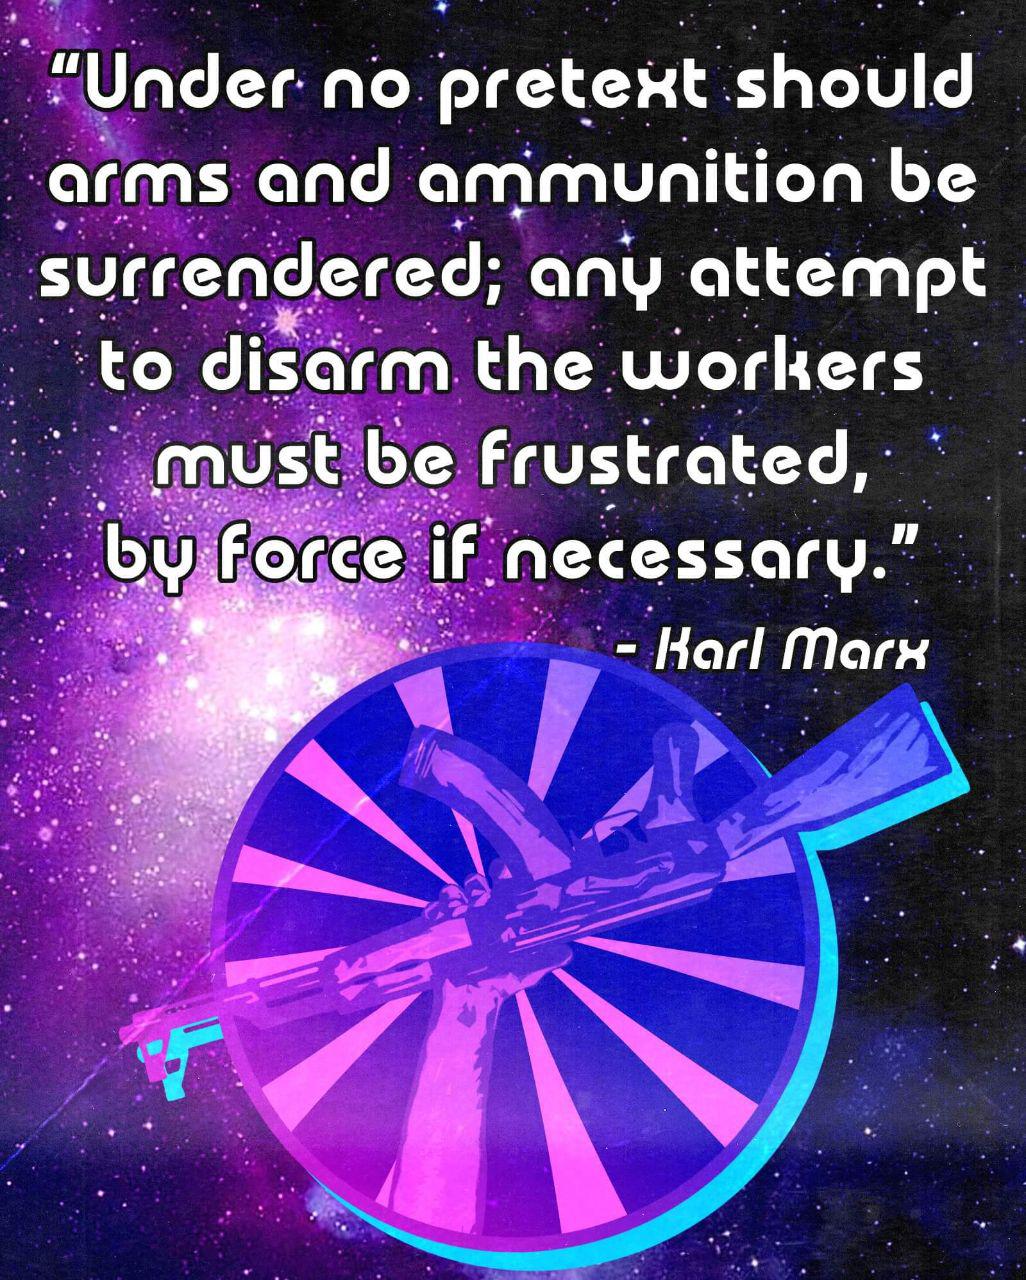 “Under no pretext should
arms and ammunition be
surrendered; any attempt
to disarm the workers
must be frustrated,
by force if necessary.”
- Karl Marx